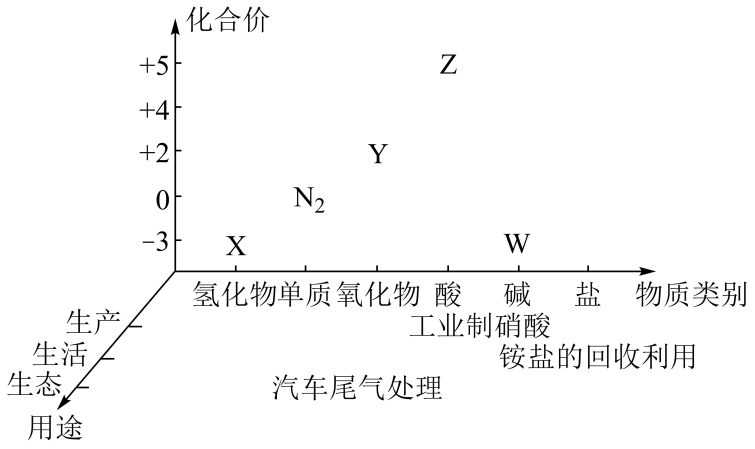 化合价
+5
Z
+4
+2
Y
0
N₂
−3
X
W
氢化物 单质 氧化物 酸 碱 盐 物质类别
生产
工业制硝酸
生活
铵盐的回收利用
生态
汽车尾气处理
用途